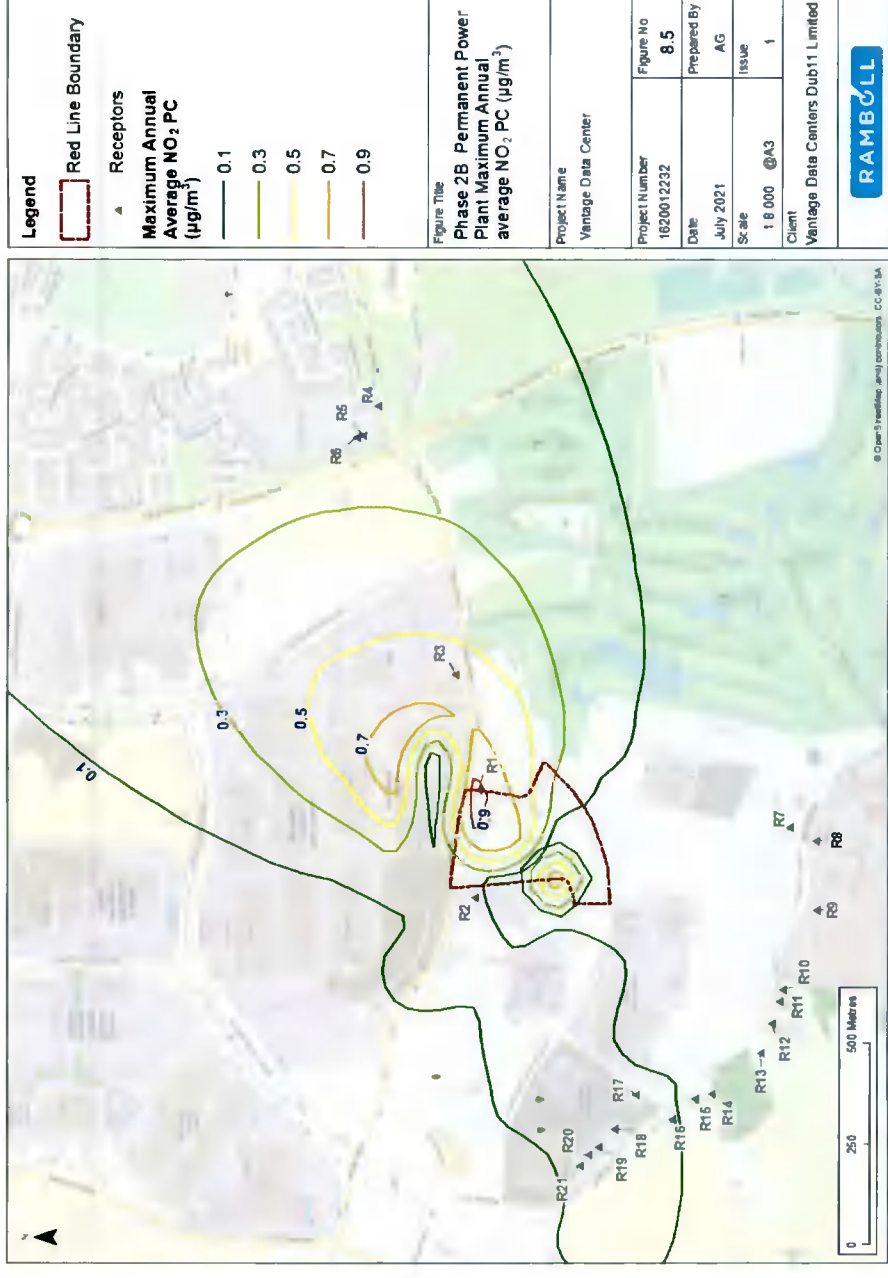 Legend
Red Line Boundary
Receptors
Maximum Annual
Average NO₂ PC
(µg/m³)
0.1
0.3
0.5
0.7
0.9
Figure Title
Phase 2B Permanent Power
Plant Maximum Annual
average NO₂ PC (µg/m³)
Project Name
Vantage Data Center
Project Number
1620012232
Figure No
8.5
Date
July 2021
Prepared By
AG
Scale
1 8 000 @A3
Issue
1
Client
Vantage Data Centers Dub11 Limited
RAMBOLL
0.1
0.3
0.5
0.7
0.9
R1
R2
R3
R4
R5
R6
R7
R8
R9
R10
R11
R12
R13
R14
R15
R16
R17
R18
R19
R20
R21
0 250 500 Metres
contributors CC-BY-SA